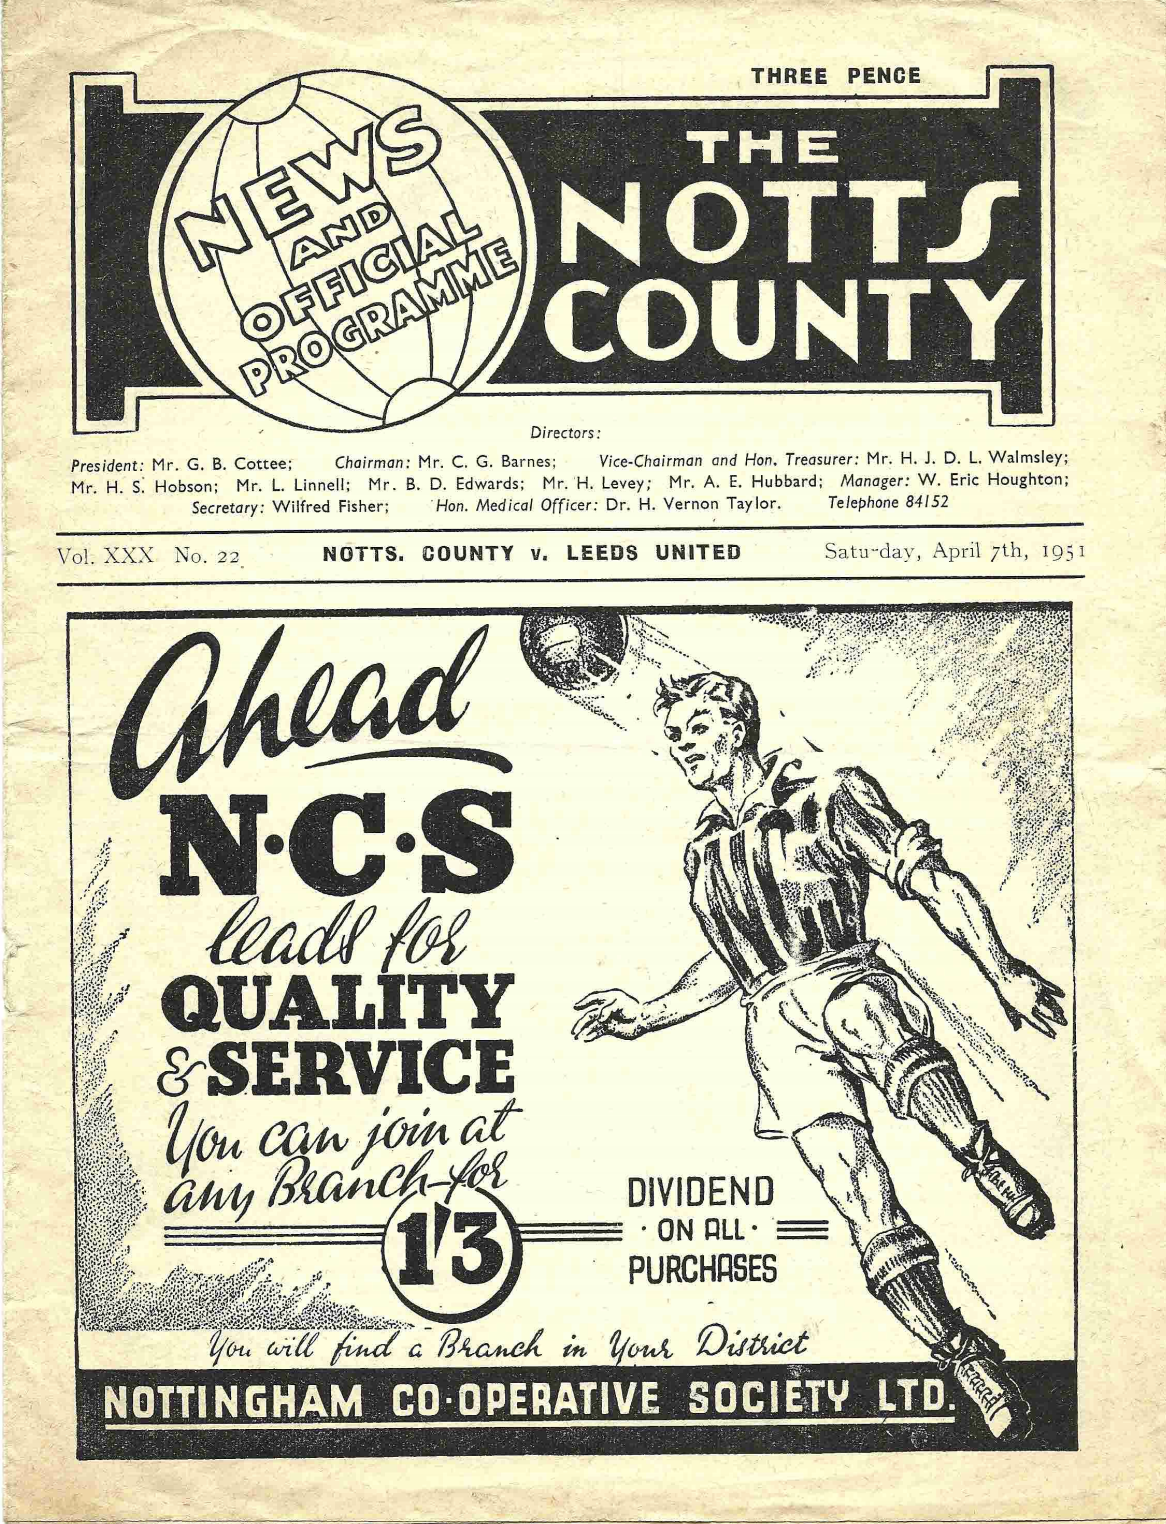 THREE PENCE
NEWS
AND
OFFICIAL
PROGRAMME
THE
NOTTS
COUNTY
Directors:
President: Mr. G. B. Cottee; Chairman: Mr. C. G. Barnes; Vice-Chairman and Hon. Treasurer: Mr. H. J. D. L. Walmsley;
Mr. H. S. Hobson; Mr. L. Linnell; Mr. B. D. Edwards; Mr. H. Levey; Mr. A. E. Hubbard; Manager: W. Eric Houghton;
Secretary: Wilfred Fisher; Hon. Medical Officer: Dr. H. Vernon Taylor. Telephone 84152
Vol. XXX No. 22 NOTTS. COUNTY v. LEEDS UNITED Saturday, April 7th, 1951
Ahead
N·C·S
leads for
QUALITY
& SERVICE
You can join at
any Branch for
1'3
DIVIDEND
· ON ALL ·
PURCHASES
You will find a Branch in Your District
NOTTINGHAM CO-OPERATIVE SOCIETY LTD.